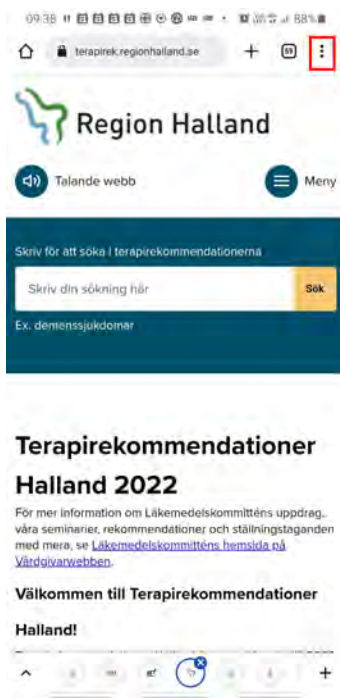 09:38
88%
terapirek.regionhalland.se
59
Region Halland
Talande webb
Meny
Skriv för att söka i terapirekommendationerna
Skriv din sökning här
Sök
Ex. demenssjukdomar
Terapirekommendationer
Halland 2022
För mer information om Läkemedelskommitténs uppdrag,
våra seminarier, rekommendationer och ställningstaganden
med mera, se Läkemedelskommitténs hemsida på
Vårdgivarwebben.
Välkommen till Terapirekommendationer
Halland!